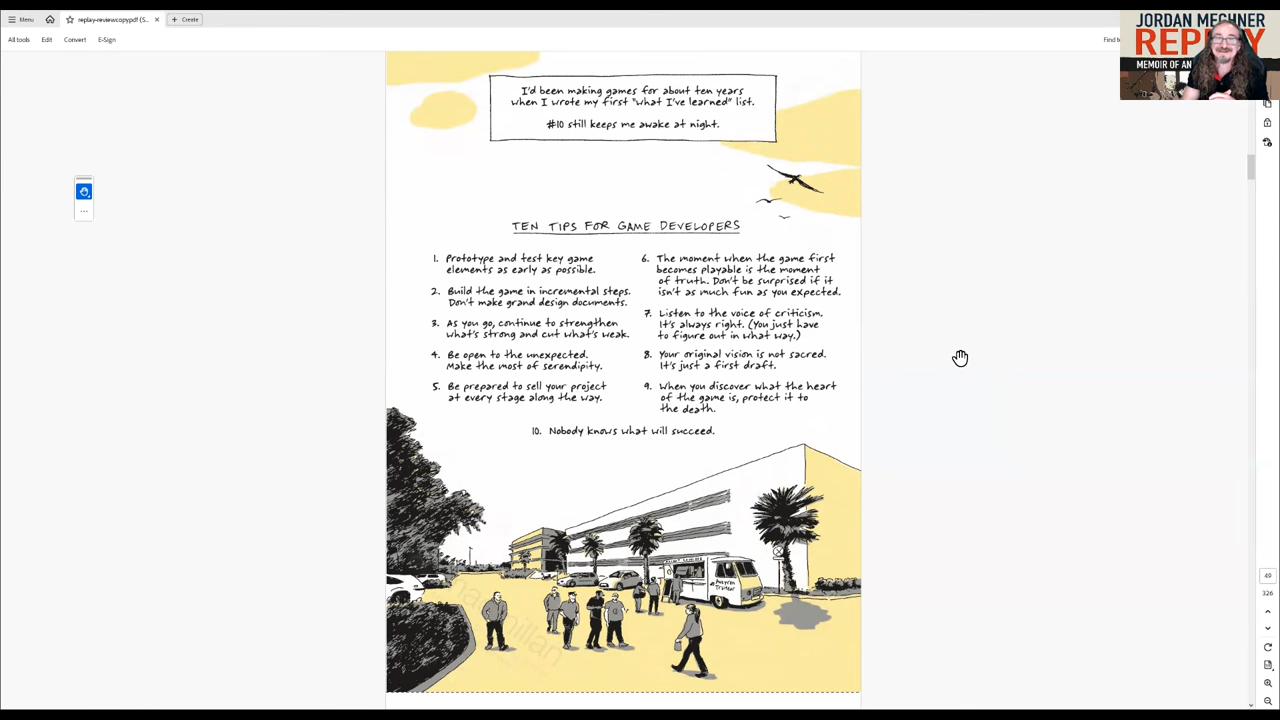 Menu
replay-reviewcopypdf (S...
Create
All tools
Edit
Convert
E-Sign
JORDAN MECHNER
MEMOIR OF AN
I'd been making games for about ten years
when I wrote my first "what I've learned" list.
#10 still keeps me awake at night.
TEN TIPS FOR GAME DEVELOPERS
1. Prototype and test key game
elements as early as possible.
2. Build the game in incremental steps.
Don't make grand design documents.
3. As you go, continue to strengthen
what's strong and cut what's weak.
4. Be open to the unexpected.
Make the most of serendipity.
5. Be prepared to sell your project
at every stage along the way.
6. The moment when the game first
becomes playable is the moment
of truth. Don't be surprised if it
isn't as much fun as you expected.
7. Listen to the voice of criticism.
It's always right. (You just have
to figure out in what way.)
8. Your original vision is not sacred.
It's just a first draft.
9. When you discover what the heart
of the game is, protect it to
the death.
10. Nobody knows what will succeed.
49
326